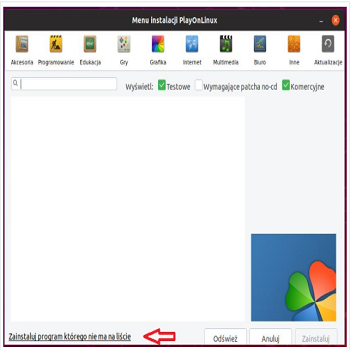 Menu instalacji PlayOnLinux
Akcesoria Programowanie Edukacja Gry Grafika Internet Multimedia Biuro Inne Aktualizacje
Wyświetl: Testowe Wymagające patcha no-cd Komercyjne
Zainstaluj program którego nie ma na liście
Odśwież Anuluj Zainstaluj